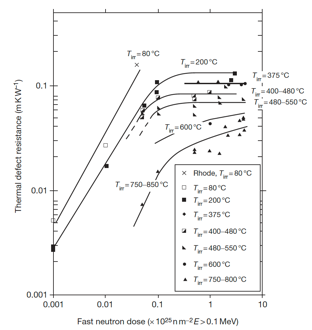 T_irr = 80 °C
T_irr = 200 °C
T_irr = 375 °C
T_irr = 400–480 °C
T_irr = 480–550 °C
T_irr = 600 °C
T_irr = 750–850 °C
Thermal defect resistance (m K W⁻¹)
0.1
0.01
0.001
Rhode, T_irr = 80 °C
T_irr = 80 °C
T_irr = 200 °C
T_irr = 375 °C
T_irr = 400–480 °C
T_irr = 480–550 °C
T_irr = 600 °C
T_irr = 750–800 °C
0.001
0.01
0.1
1
10
Fast neutron dose (×10²⁵ n m⁻² E > 0.1 MeV)